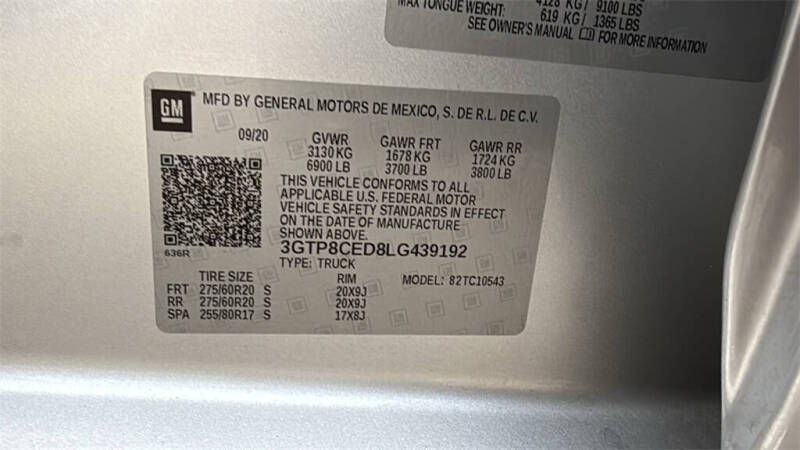 4128 KG / 9100 LBS
MAX TONGUE WEIGHT:
619 KG / 1365 LBS
SEE OWNER'S MANUAL FOR MORE INFORMATION
GM
MFD BY GENERAL MOTORS DE MEXICO, S. DE R.L. DE C.V.
09/20 GVWR GAWR FRT GAWR RR
3130 KG 1678 KG 1724 KG
6900 LB 3700 LB 3800 LB
THIS VEHICLE CONFORMS TO ALL
APPLICABLE U.S. FEDERAL MOTOR
VEHICLE SAFETY STANDARDS IN EFFECT
ON THE DATE OF MANUFACTURE
SHOWN ABOVE.
636R
3GTP8CED8LG439192
TYPE: TRUCK
TIRE SIZE RIM MODEL: 82TC10543
FRT 275/60R20 S 20X9J
RR 275/60R20 S 20X9J
SPA 255/80R17 S 17X8J